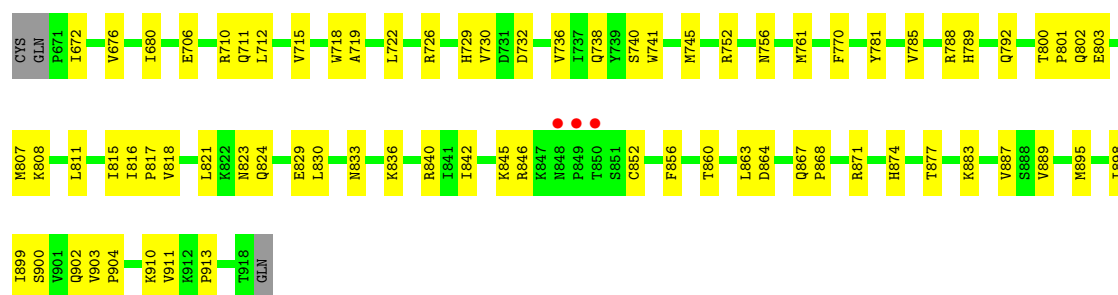 CYS GLN P671 I672 V676 I680 E706 R710 Q711 L712 V715 W718 A719 L722 R726 H729 V730 D731 D732 V736 I737 Q738 Y739 S740 W741 M745 R752 N756 M761 F770 Y781 V785 R788 H789 Q792 T800 P801 Q802 E803
M807 K808 L811 I815 I816 P817 V818 L821 K822 N823 Q824 E829 L830 N833 K836 R840 I841 I842 K845 R846 K847 N848 P849 T850 S851 C852 F856 T860 L863 D864 Q867 P868 R871 H874 T877 K883 V887 S888 V889 M895 I898
I899 S900 V901 Q902 V903 P904 K910 V911 K912 P913 T918 GLN